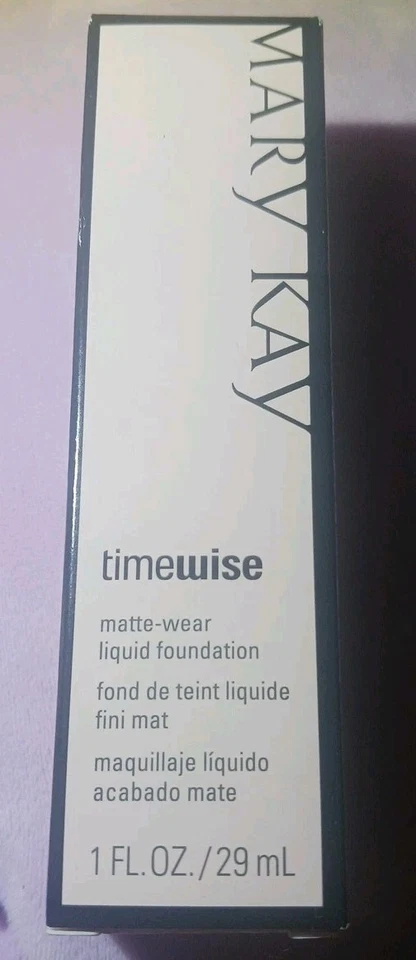 MARY KAY
timewise
matte-wear
liquid foundation
fond de teint liquide
fini mat
maquillaje líquido
acabado mate
1 FL.OZ./29 mL